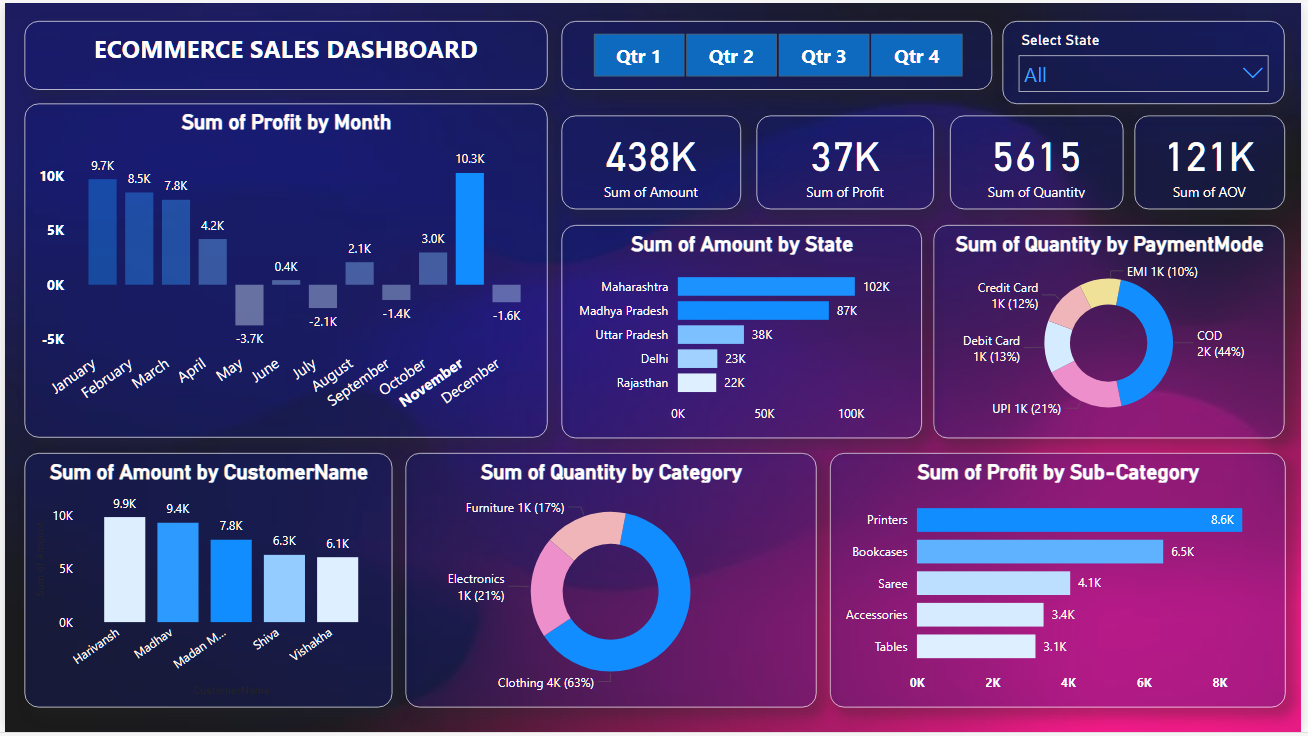 ECOMMERCE SALES DASHBOARD
Qtr 1
Qtr 2
Qtr 3
Qtr 4
Select State
All
Sum of Profit by Month
10K
5K
0K
-5K
9.7K
8.5K
7.8K
4.2K
-3.7K
0.4K
-2.1K
2.1K
-1.4K
3.0K
10.3K
-1.6K
January
February
March
April
May
June
July
August
September
October
November
December
438K
Sum of Amount
37K
Sum of Profit
5615
Sum of Quantity
121K
Sum of AOV
Sum of Amount by State
Maharashtra
102K
Madhya Pradesh
87K
Uttar Pradesh
38K
Delhi
23K
Rajasthan
22K
0K
50K
100K
Sum of Quantity by PaymentMode
EMI 1K (10%)
Credit Card
1K (12%)
Debit Card
1K (13%)
UPI 1K (21%)
COD
2K (44%)
Sum of Amount by CustomerName
10K
5K
0K
9.9K
9.4K
7.8K
6.3K
6.1K
Harivansh
Madhav
Madan M...
Shiva
Vishakha
CustomerName
Sum of Quantity by Category
Furniture 1K (17%)
Electronics
1K (21%)
Clothing 4K (63%)
Sum of Profit by Sub-Category
Printers
8.6K
Bookcases
6.5K
Saree
4.1K
Accessories
3.4K
Tables
3.1K
0K
2K
4K
6K
8K